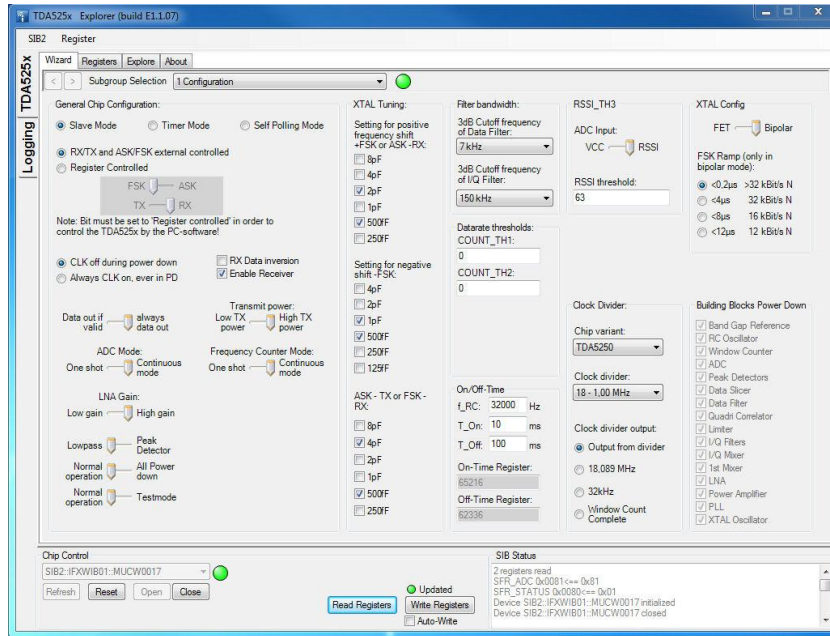 TDA525x Explorer (build E1.1.07)
SIB2 Register
TDA525x
Logging
Wizard Registers Explore About
< > Subgroup Selection 1 Configuration
General Chip Configuration:
Slave Mode Timer Mode Self Polling Mode
RX/TX and ASK/FSK external controlled
Register Controlled
FSK ASK
TX RX
Note: Bit must be set to 'Register controlled' in order to
control the TDA525x by the PC-software!
CLK off during power down
Always CLK on, ever in PD
RX Data inversion
Enable Receiver
Data out if valid always data out
Transmit power:
Low TX power High TX power
ADC Mode:
One shot Continuous mode
Frequency Counter Mode:
One shot Continuous mode
LNA Gain:
Low gain High gain
Lowpass Peak Detector
Normal operation All Power down
Normal operation Testmode
XTAL Tuning:
Setting for positive
frequency shift
+FSK or ASK -RX:
8pF
4pF
2pF
1pF
500fF
250fF
Setting for negative
shift -FSK:
4pF
2pF
1pF
500fF
250fF
125fF
ASK - TX or FSK -
RX:
8pF
4pF
2pF
1pF
500fF
250fF
Filter bandwidth:
3dB Cutoff frequency
of Data Filter:
7 kHz
3dB Cutoff frequency
of I/Q Filter:
150 kHz
Datarate thresholds:
COUNT_TH1:
0
COUNT_TH2:
0
On/Off-Time
f_RC: 32000 Hz
T_On: 10 ms
T_Off: 100 ms
On-Time Register:
65216
Off-Time Register:
62336
RSSI_TH3
ADC Input:
VCC RSSI
RSSI threshold:
63
Clock Divider:
Chip variant:
TDA5250
Clock divider:
18 - 1,00 MHz
Clock divider output:
Output from divider
18,089 MHz
32kHz
Window Count
Complete
XTAL Config
FET Bipolar
FSK Ramp (only in
bipolar mode):
<0,2µs >32 kBit/s N
<4µs 32 kBit/s N
<8µs 16 kBit/s N
<12µs 12 kBit/s N
Building Blocks Power Down
Band Gap Reference
RC Oscillator
Window Counter
ADC
Peak Detectors
Data Slicer
Data Filter
Quadri Correlator
Limiter
I/Q Filters
I/Q Mixer
1st Mixer
LNA
Power Amplifier
PLL
XTAL Oscillator
Chip Control
SIB2::IFXWIB01::MUCW0017
Refresh Reset Open Close
Read Registers
Updated
Write Registers
Auto-Write
SIB Status
2 registers read
SFR_ADC 0x0081<== 0x81
SFR_STATUS 0x0080<== 0x01
Device SIB2::IFXWIB01::MUCW0017 initialized
Device SIB2::IFXWIB01::MUCW0017 closed